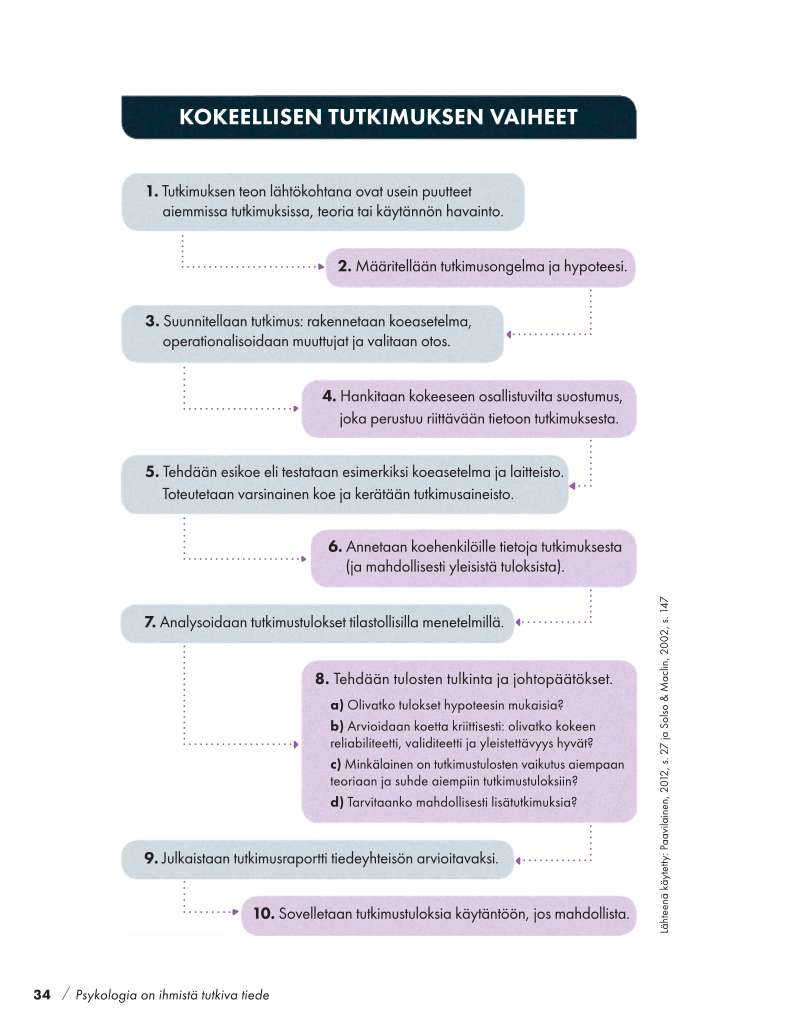 KOKEELLISEN TUTKIMUKSEN VAIHEET
1. Tutkimuksen teon lähtökohtana ovat usein puutteet
aiemmissa tutkimuksissa, teoria tai käytännön havainto.
2. Määritellään tutkimusongelma ja hypoteesi.
3. Suunnitellaan tutkimus: rakennetaan koeasetelma,
operationalisoidaan muuttujat ja valitaan otos.
4. Hankitaan kokeeseen osallistuvilta suostumus,
joka perustuu riittävään tietoon tutkimuksesta.
5. Tehdään esikoe eli testataan esimerkiksi koeasetelma ja laitteisto.
Toteutetaan varsinainen koe ja kerätään tutkimusaineisto.
6. Annetaan koehenkilöille tietoja tutkimuksesta
(ja mahdollisesti yleisistä tuloksista).
7. Analysoidaan tutkimustulokset tilastollisilla menetelmillä.
8. Tehdään tulosten tulkinta ja johtopäätökset.
a) Olivatko tulokset hypoteesin mukaisia?
b) Arvioidaan koetta kriittisesti: olivatko kokeen
reliabiliteetti, validiteetti ja yleistettävyys hyvät?
c) Minkälainen on tutkimustulosten vaikutus aiempaan
teoriaan ja suhde aiempiin tutkimustuloksiin?
d) Tarvitaanko mahdollisesti lisätutkimuksia?
9. Julkaistaan tutkimusraportti tiedeyhteisön arvioitavaksi.
10. Sovelletaan tutkimustuloksia käytäntöön, jos mahdollista.
Lähteenä käytetty: Paavilainen, 2012, s. 27 ja Solso & Maclin, 2002, s. 147
34 / Psykologia on ihmistä tutkiva tiede